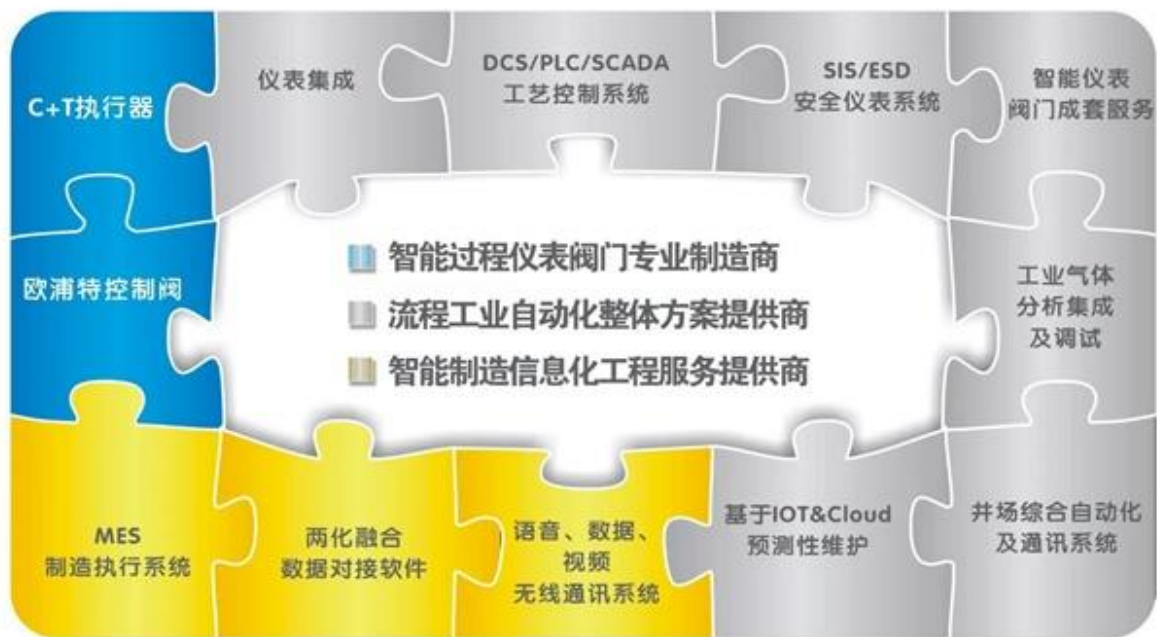 C+T执行器
仪表集成
DCS/PLC/SCADA
工艺控制系统
SIS/ESD
安全仪表系统
智能仪表
阀门成套服务
欧浦特控制阀
智能过程仪表阀门专业制造商
流程工业自动化整体方案提供商
智能制造信息化工程服务提供商
工业气体
分析集成
及调试
MES
制造执行系统
两化融合
数据对接软件
语音、数据、
视频
无线通讯系统
基于IOT&Cloud
预测性维护
井场综合自动化
及通讯系统